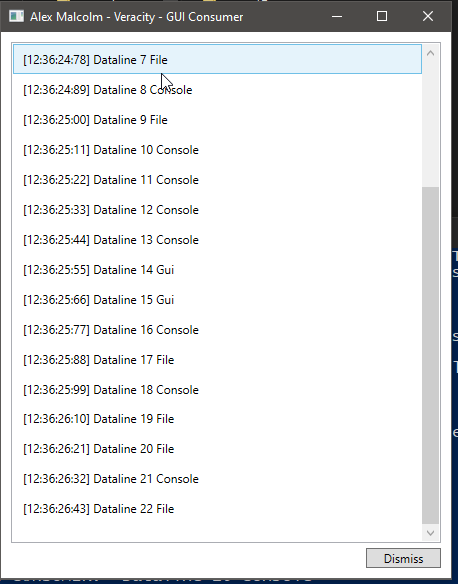 Alex Malcolm - Veracity - GUI Consumer
[12:36:24:78] Dataline 7 File
[12:36:24:89] Dataline 8 Console
[12:36:25:00] Dataline 9 File
[12:36:25:11] Dataline 10 Console
[12:36:25:22] Dataline 11 Console
[12:36:25:33] Dataline 12 Console
[12:36:25:44] Dataline 13 Console
[12:36:25:55] Dataline 14 Gui
[12:36:25:66] Dataline 15 Gui
[12:36:25:77] Dataline 16 Console
[12:36:25:88] Dataline 17 File
[12:36:25:99] Dataline 18 Console
[12:36:26:10] Dataline 19 File
[12:36:26:21] Dataline 20 File
[12:36:26:32] Dataline 21 Console
[12:36:26:43] Dataline 22 File
Dismiss